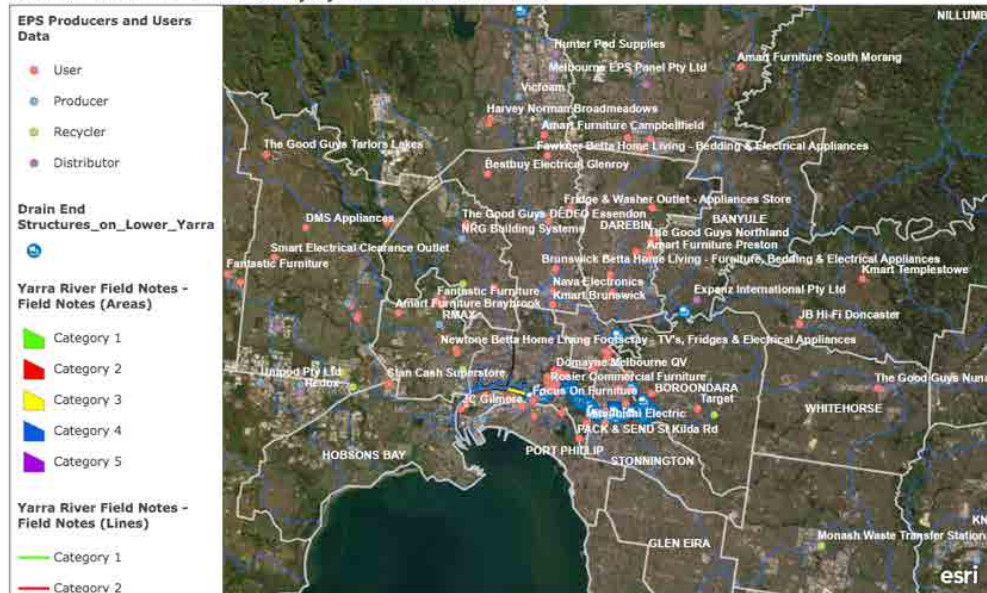 EPS Producers and Users
Data
User
Producer
Recycler
Distributor
Drain End
Structures_on_Lower_Yarra
Yarra River Field Notes -
Field Notes (Areas)
Category 1
Category 2
Category 3
Category 4
Category 5
Yarra River Field Notes -
Field Notes (Lines)
Category 1
Category 2
NILLUMB
Hunter Pod Supplies
Amart Furniture South Morang
Melbourne EPS Panel Pty Ltd
Vicfoam
Harvey Norman Broadmeadows
Amart Furniture Campbellfield
Fawkner Betta Home Living - Bedding & Electrical Appliances
The Good Guys Tarlors Lakes
Bestbuy Electrical Glenroy
Fridge & Washer Outlet - Appliances Store
DMS Appliances
The Good Guys DEDEO Essendon
BANYULE
NRG Building Systems
DAREBIN
The Good Guys Northland
Smart Electrical Clearance Outlet
Amart Furniture Preston
Fantastic Furniture
Brunswick Betta Home Living - Furniture, Bedding & Electrical Appliances
Kmart Templestowe
Nava Electronics
Fantastic Furniture
Kmart Brunswick
Expanz International Pty Ltd
Amart Furniture Braybrook
RMAX
JB Hi-Fi Doncaster
Newtone Betta Home Living Footscray - TV's, Fridges & Electrical Appliances
Domayne Melbourne QV
Unipod Pty Ltd
Stan Cash Superstore
Rosier Commercial Furniture
Redox
Focus On Furniture
BOROONDARA
The Good Guys Nuna
JC Gilmore
Target
Mitsubishi Electric
WHITEHORSE
PACK & SEND St Kilda Rd
HOBSONS BAY
PORT PHILLIP
STONNINGTON
KN
Monash Waste Transfer Station
GLEN EIRA
esri